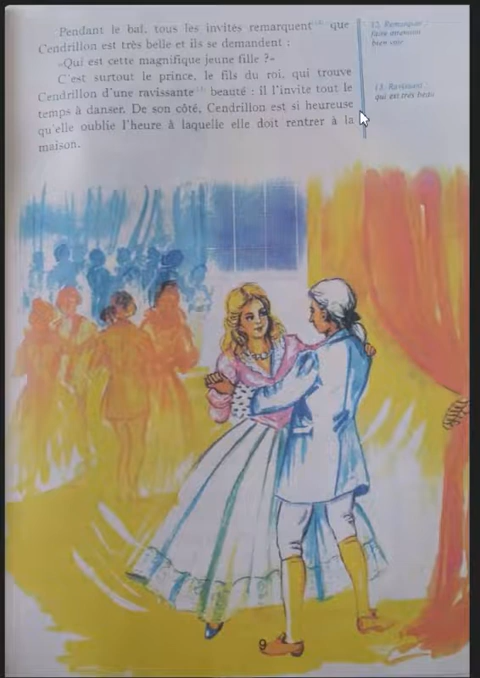 Pendant le bal, tous les invités remarquent⁽¹²⁾ que
Cendrillon est très belle et ils se demandent :
«Qui est cette magnifique jeune fille ?»
C'est surtout le prince, le fils du roi, qui trouve
Cendrillon d'une ravissante⁽¹³⁾ beauté : il l'invite tout le
temps à danser. De son côté, Cendrillon est si heureuse
qu'elle oublie l'heure à laquelle elle doit rentrer à la
maison.
12. Remarquer :
faire attention
bien voir
13. Ravissant :
qui est très beau